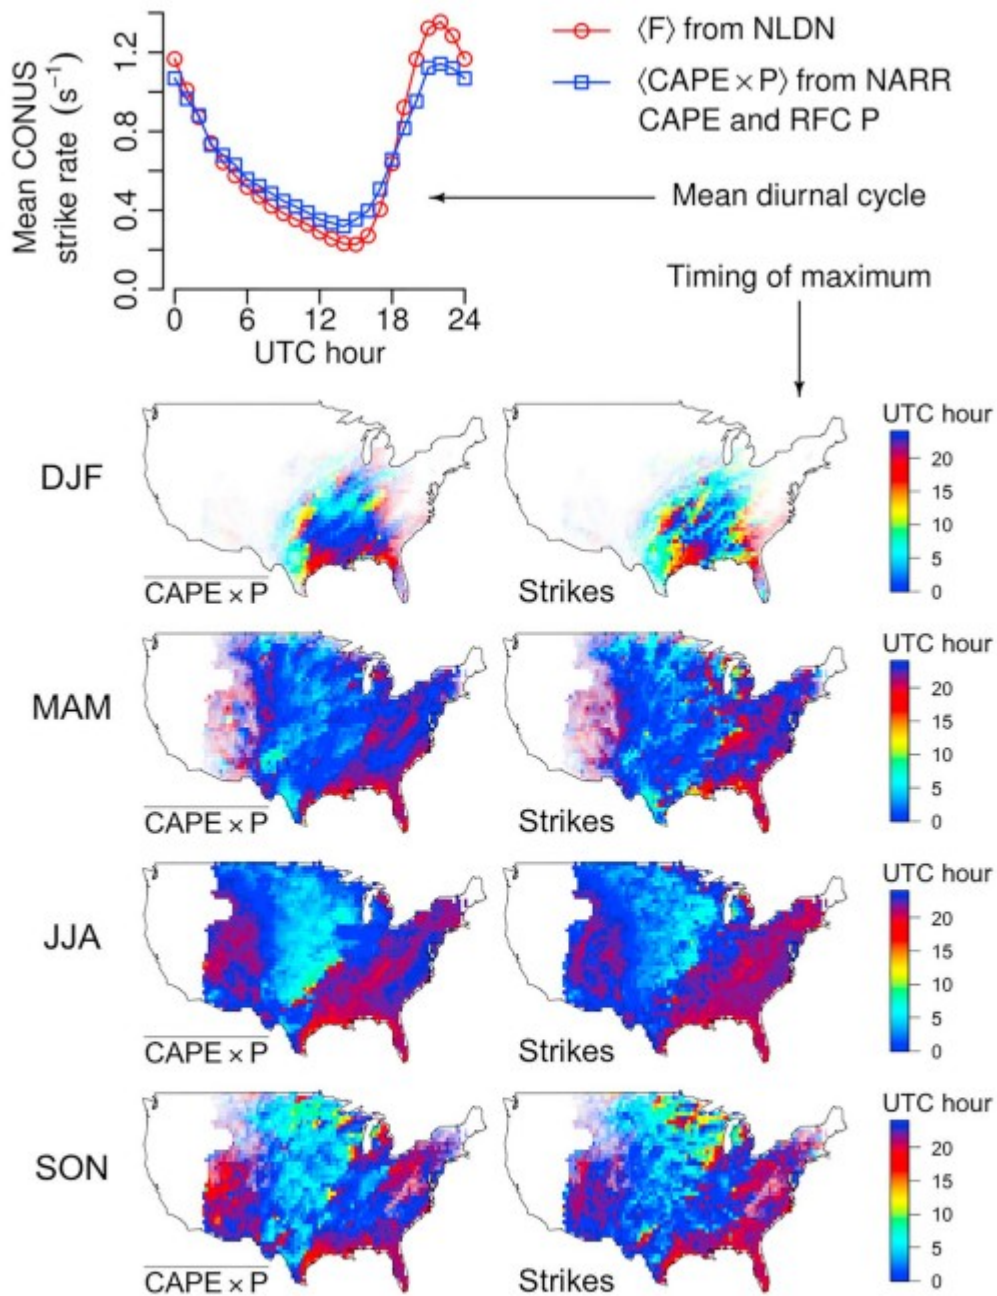 Mean CONUS
strike rate (s⁻¹)
0.0
0.4
0.8
1.2
0
6
12
18
24
UTC hour
⟨F⟩ from NLDN
⟨CAPE × P⟩ from NARR
CAPE and RFC P
Mean diurnal cycle
Timing of maximum
DJF
CAPE × P
Strikes
UTC hour
20
15
10
5
0
MAM
CAPE × P
Strikes
UTC hour
20
15
10
5
0
JJA
CAPE × P
Strikes
UTC hour
20
15
10
5
0
SON
CAPE × P
Strikes
UTC hour
20
15
10
5
0